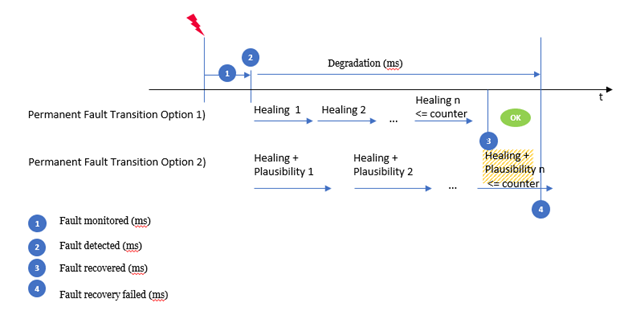 2
1
Degradation (ms)
t
Permanent Fault Transition Option 1)
Healing 1
Healing 2
...
Healing n
<= counter
OK
3
Permanent Fault Transition Option 2)
Healing +
Plausibility 1
Healing +
Plausibility 2
...
Healing +
Plausibility n
<= counter
4
1 Fault monitored (ms)
2 Fault detected (ms)
3 Fault recovered (ms)
4 Fault recovery failed (ms)